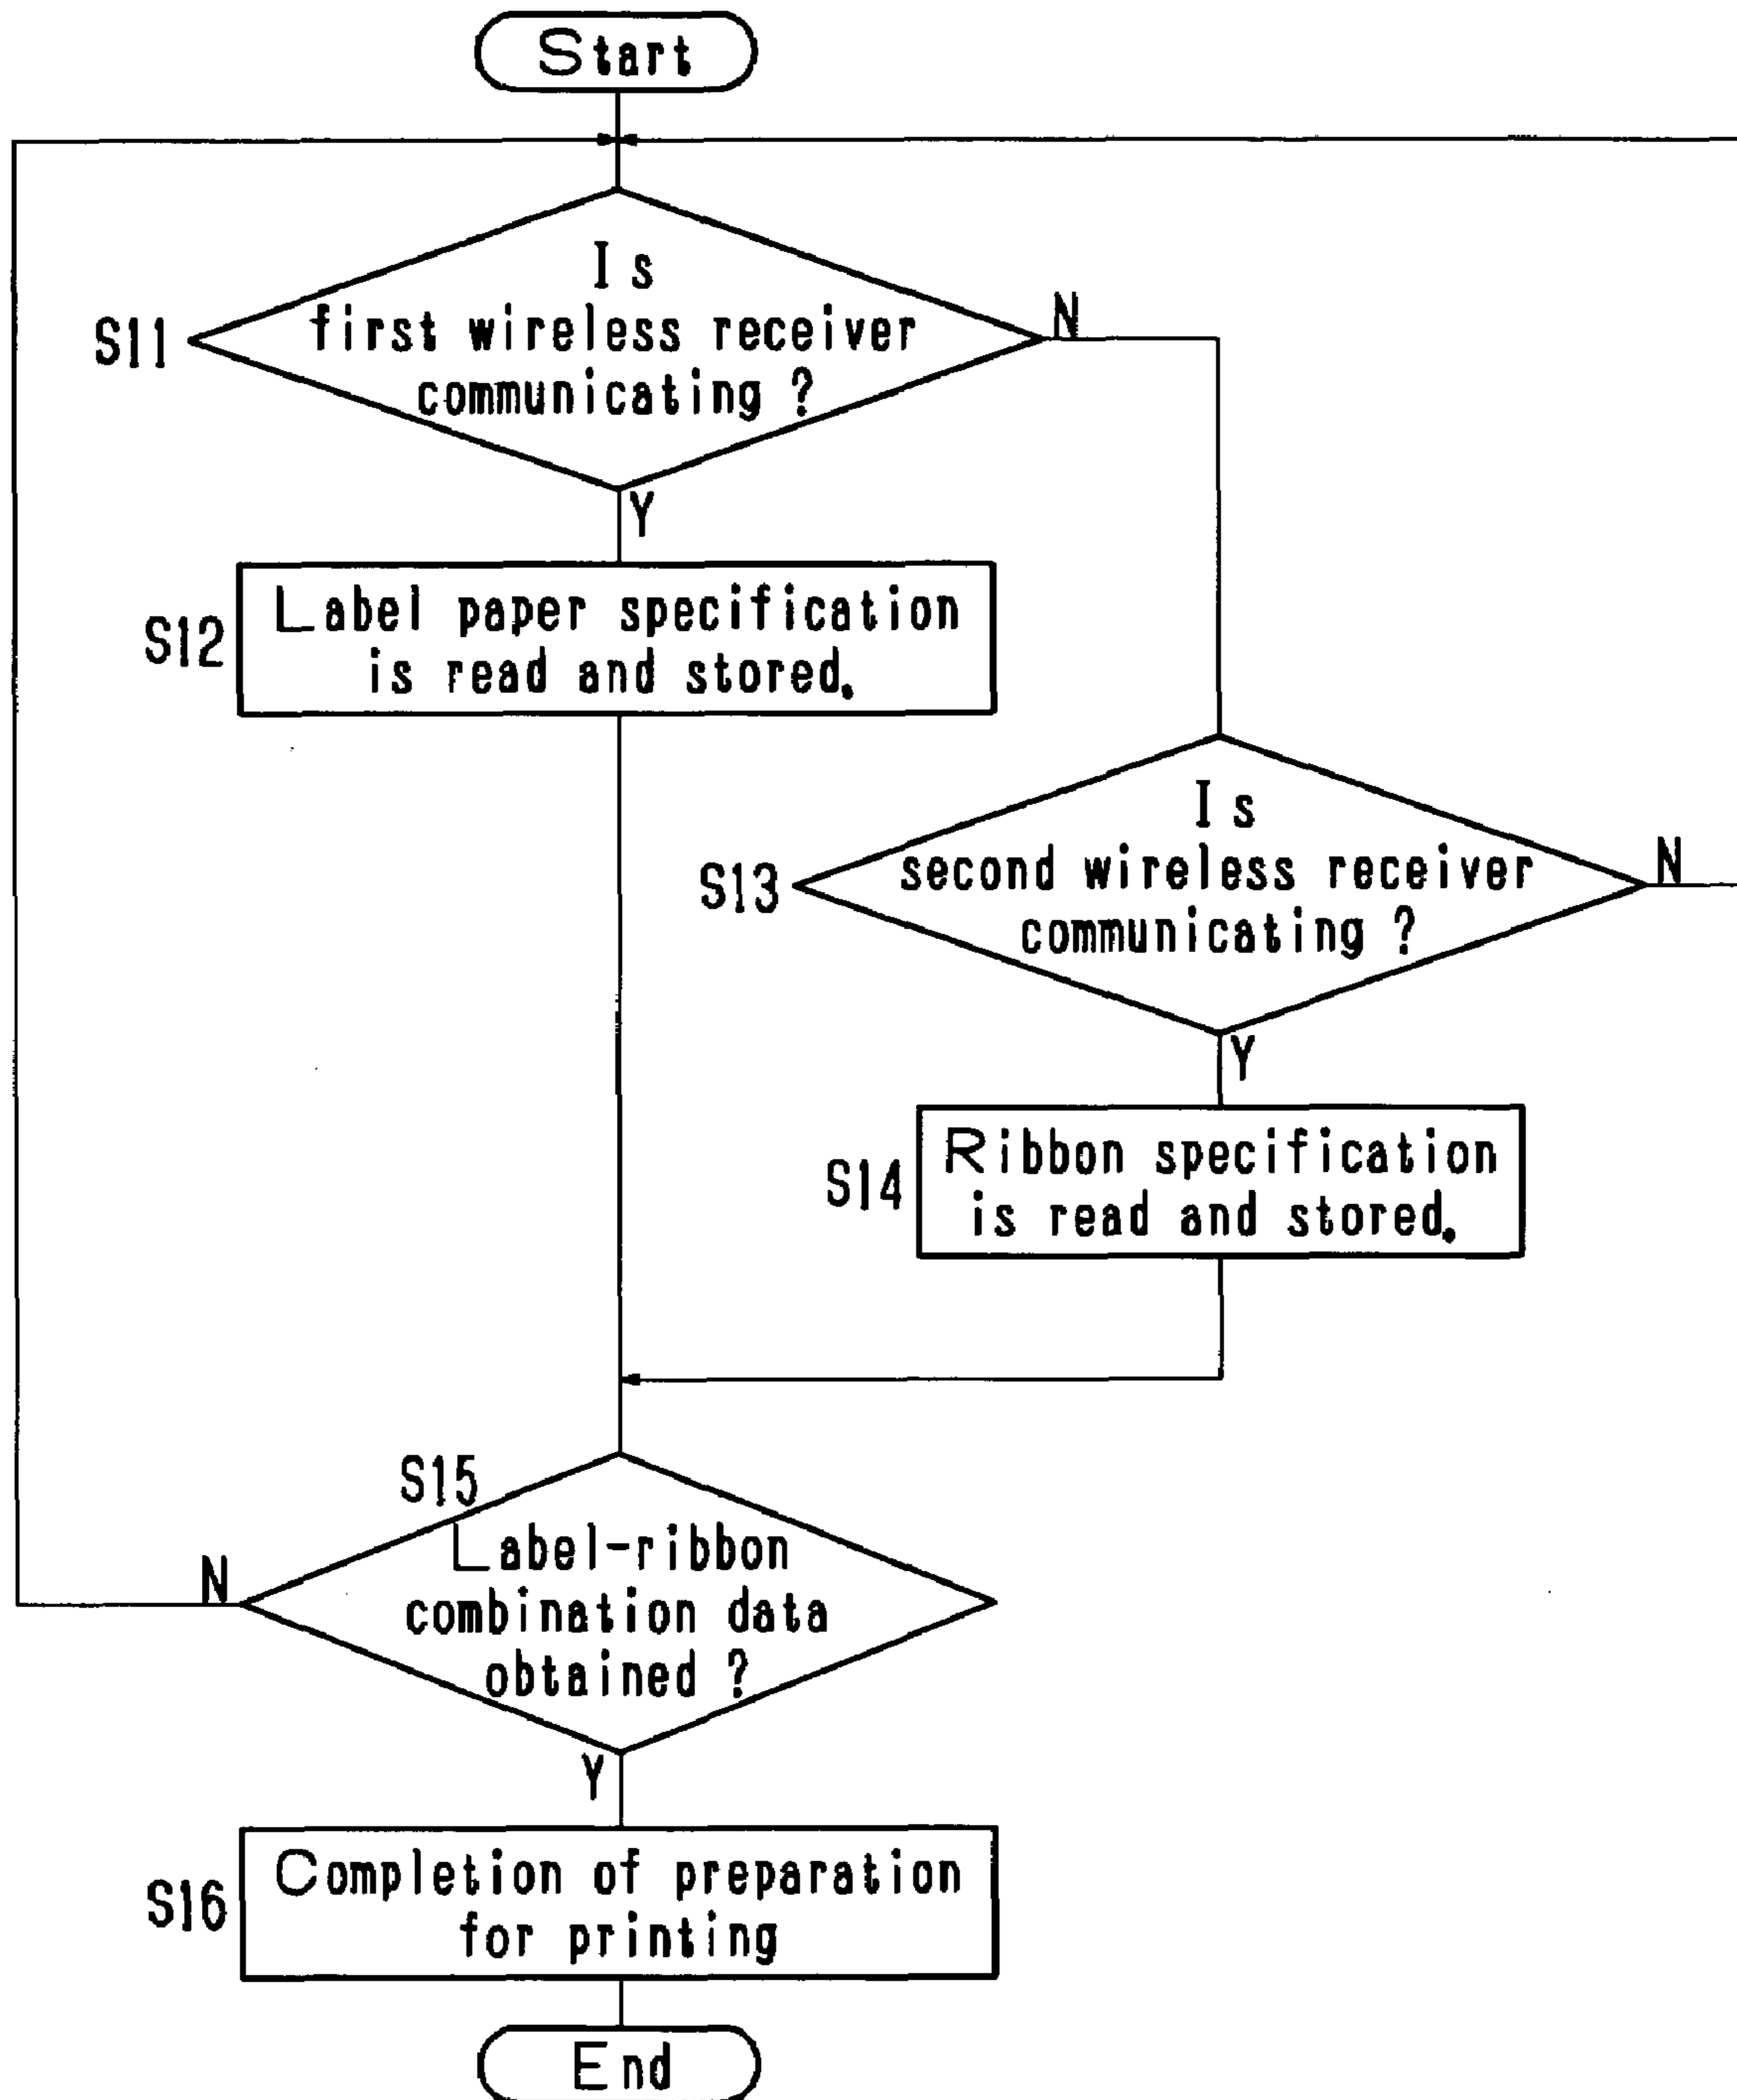 Start
Is
first wireless receiver
communicating ?
S11
N
Y
Label paper specification
is read and stored.
S12
Is
second wireless receiver
communicating ?
S13
N
Y
Ribbon specification
is read and stored.
S14
S15
Label-ribbon
combination data
obtained ?
N
Y
Completion of preparation
for printing
S16
End